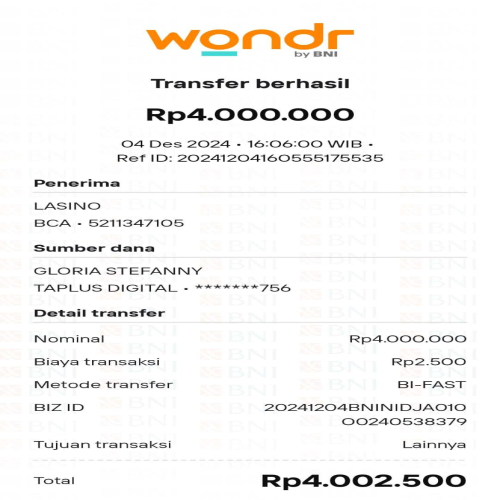 wondr
by BNI
Transfer berhasil
Rp4.000.000
04 Des 2024 • 16:06:00 WIB •
Ref ID: 20241204160555175535
Penerima
LASINO
BCA • 5211347105
Sumber dana
GLORIA STEFANNY
TAPLUS DIGITAL • *******756
Detail transfer
Nominal Rp4.000.000
Biaya transaksi Rp2.500
Metode transfer BI-FAST
BIZ ID 20241204BNINIDJA010
00240538379
Tujuan transaksi Lainnya
Total Rp4.002.500